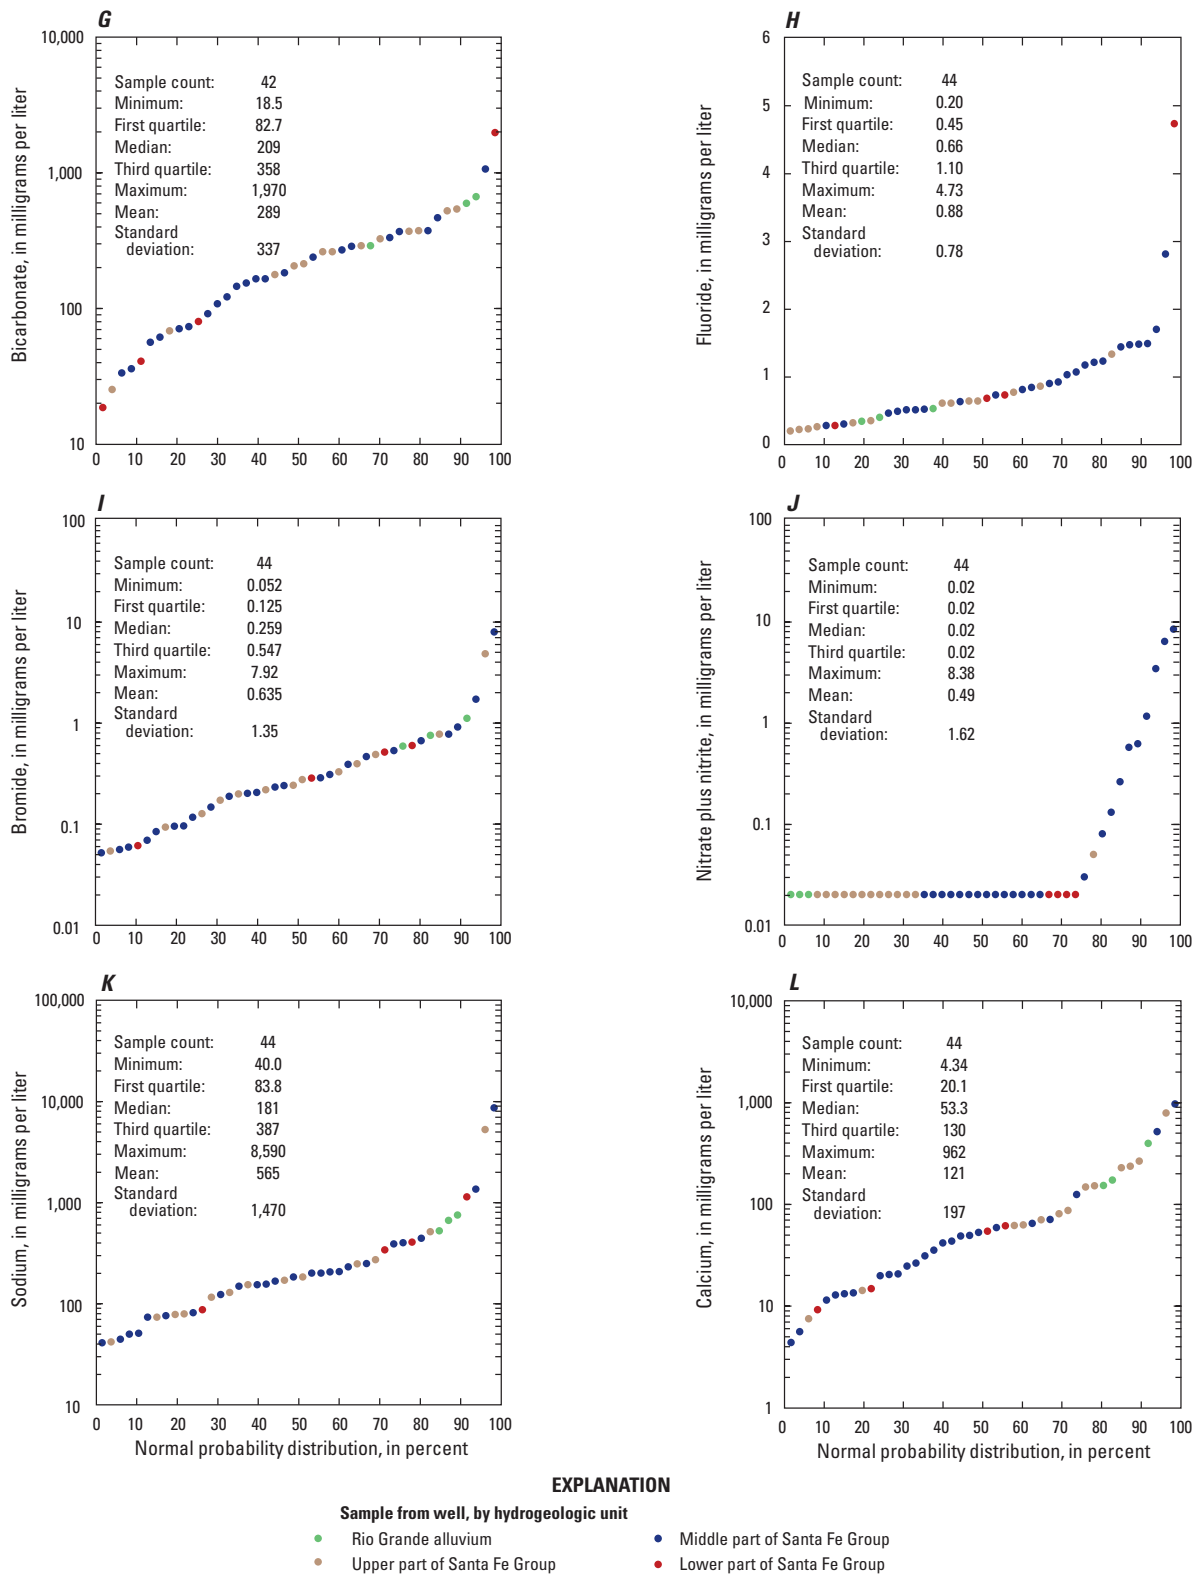 G
10,000
1,000
100
10
Bicarbonate, in milligrams per liter
Sample count: 42
Minimum: 18.5
First quartile: 82.7
Median: 209
Third quartile: 358
Maximum: 1,970
Mean: 289
Standard
deviation: 337
0 10 20 30 40 50 60 70 80 90 100
H
6
5
4
3
2
1
0
Fluoride, in milligrams per liter
Sample count: 44
Minimum: 0.20
First quartile: 0.45
Median: 0.66
Third quartile: 1.10
Maximum: 4.73
Mean: 0.88
Standard
deviation: 0.78
0 10 20 30 40 50 60 70 80 90 100
I
100
10
1
0.1
0.01
Bromide, in milligrams per liter
Sample count: 44
Minimum: 0.052
First quartile: 0.125
Median: 0.259
Third quartile: 0.547
Maximum: 7.92
Mean: 0.635
Standard
deviation: 1.35
0 10 20 30 40 50 60 70 80 90 100
J
100
10
1
0.1
0.01
Nitrate plus nitrite, in milligrams per liter
Sample count: 44
Minimum: 0.02
First quartile: 0.02
Median: 0.02
Third quartile: 0.02
Maximum: 8.38
Mean: 0.49
Standard
deviation: 1.62
0 10 20 30 40 50 60 70 80 90 100
K
100,000
10,000
1,000
100
10
Sodium, in milligrams per liter
Sample count: 44
Minimum: 40.0
First quartile: 83.8
Median: 181
Third quartile: 387
Maximum: 8,590
Mean: 565
Standard
deviation: 1,470
0 10 20 30 40 50 60 70 80 90 100
Normal probability distribution, in percent
L
10,000
1,000
100
10
1
Calcium, in milligrams per liter
Sample count: 44
Minimum: 4.34
First quartile: 20.1
Median: 53.3
Third quartile: 130
Maximum: 962
Mean: 121
Standard
deviation: 197
0 10 20 30 40 50 60 70 80 90 100
Normal probability distribution, in percent
EXPLANATION
Sample from well, by hydrogeologic unit
Rio Grande alluvium
Upper part of Santa Fe Group
Middle part of Santa Fe Group
Lower part of Santa Fe Group